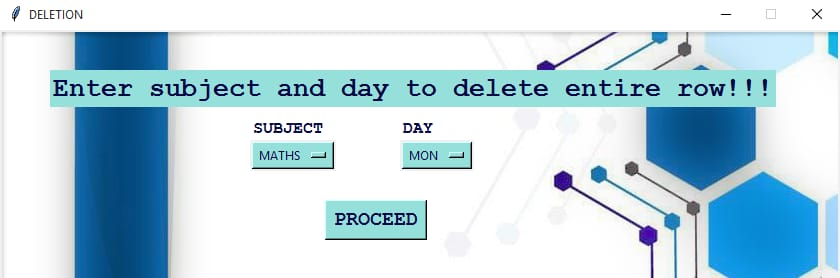 DELETION
Enter subject and day to delete entire row!!!
SUBJECT DAY
MATHS MON
PROCEED